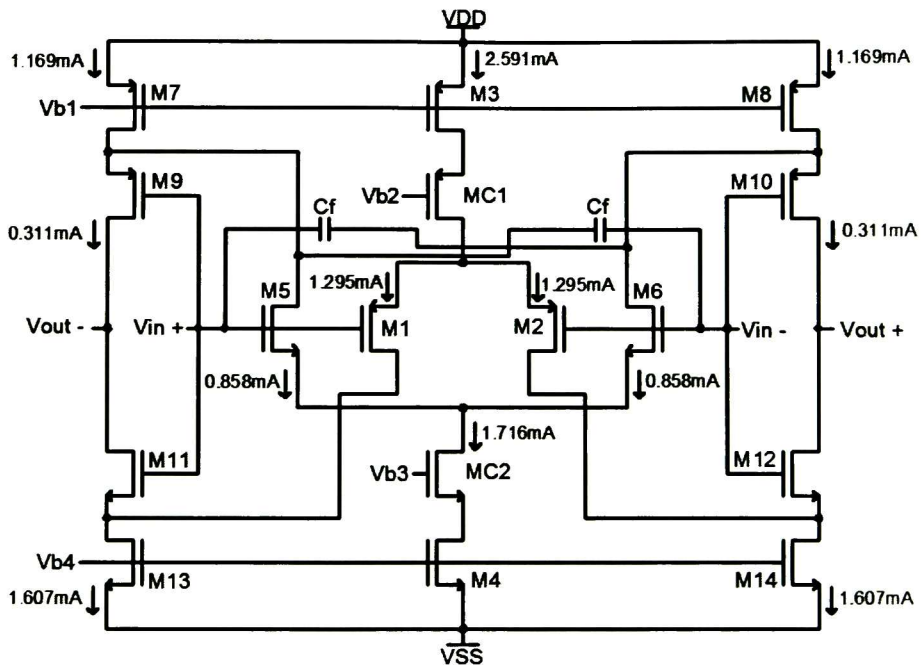 VDD
1.169mA
2.591mA
1.169mA
Vb1
M7
M3
M8
M9
Vb2
MC1
M10
Cf
Cf
0.311mA
0.311mA
M5
1.295mA
1.295mA
M6
Vout -
Vin +
M1
M2
Vin -
Vout +
0.858mA
0.858mA
1.716mA
M11
Vb3
MC2
M12
Vb4
M13
M4
M14
1.607mA
1.607mA
VSS